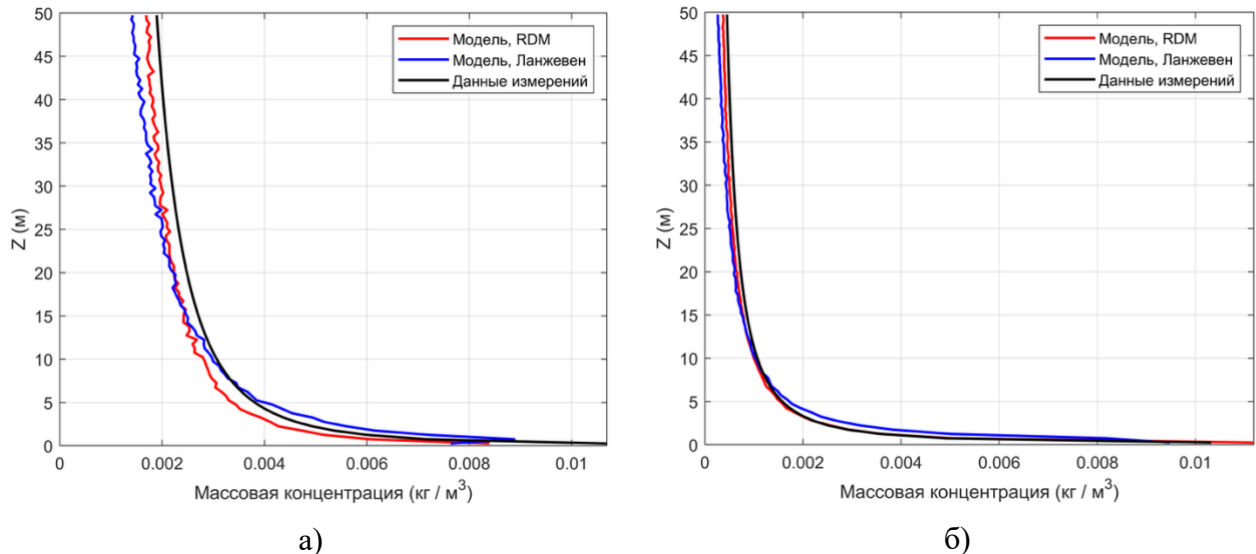 50
45
40
35
30
25
20
15
10
5
0
Z (м)
Модель, RDM
Модель, Ланжевен
Данные измерений
0 0.002 0.004 0.006 0.008 0.01
Массовая концентрация (кг / м³)
а)
50
45
40
35
30
25
20
15
10
5
0
Z (м)
Модель, RDM
Модель, Ланжевен
Данные измерений
0 0.002 0.004 0.006 0.008 0.01
Массовая концентрация (кг / м³)
б)